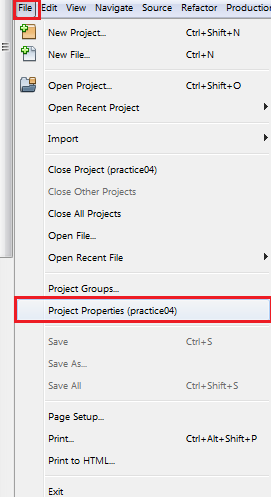 File Edit View Navigate Source Refactor Production
New Project... Ctrl+Shift+N
New File... Ctrl+N
Open Project... Ctrl+Shift+O
Open Recent Project
Import
Close Project (practice04)
Close Other Projects
Close All Projects
Open File...
Open Recent File
Project Groups...
Project Properties (practice04)
Save Ctrl+S
Save As...
Save All Ctrl+Shift+S
Page Setup...
Print... Ctrl+Alt+Shift+P
Print to HTML...
Exit